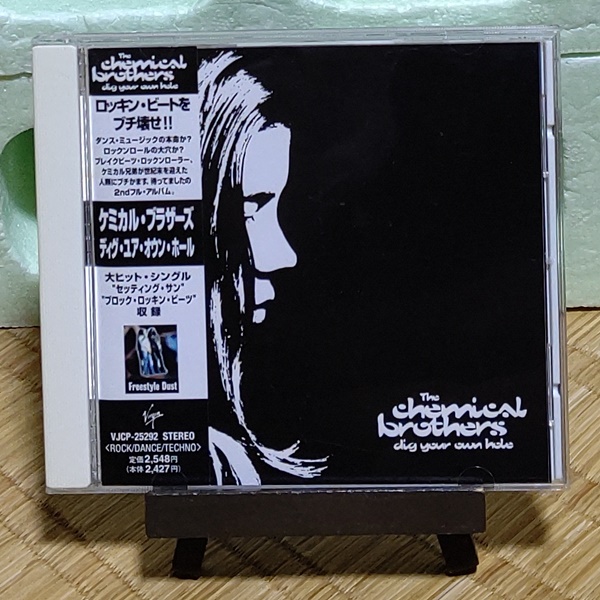 The
chemical
brothers
dig your own hole
ロッキン・ビートを
ブチ壊せ!!
ダンス・ミュージックの本命か?
ロックンロールの大穴か?
ブレイクビーツ・ロックンローラー、
ケミカル兄弟が世紀末を迎えた
人類にブチかます、待ってましたの
2ndフル・アルバム。
ケミカル・ブラザーズ
ディグ・ユア・オウン・ホール
大ヒット・シングル
"セッティング・サン"
"ブロック・ロッキン・ビーツ"
収録
Freestyle Dust
Virgin
VJCP-25292 STEREO
<ROCK/DANCE/TECHNO>
定価2,548円
(本体2,427円)
The
chemical
brothers
dig your own hole